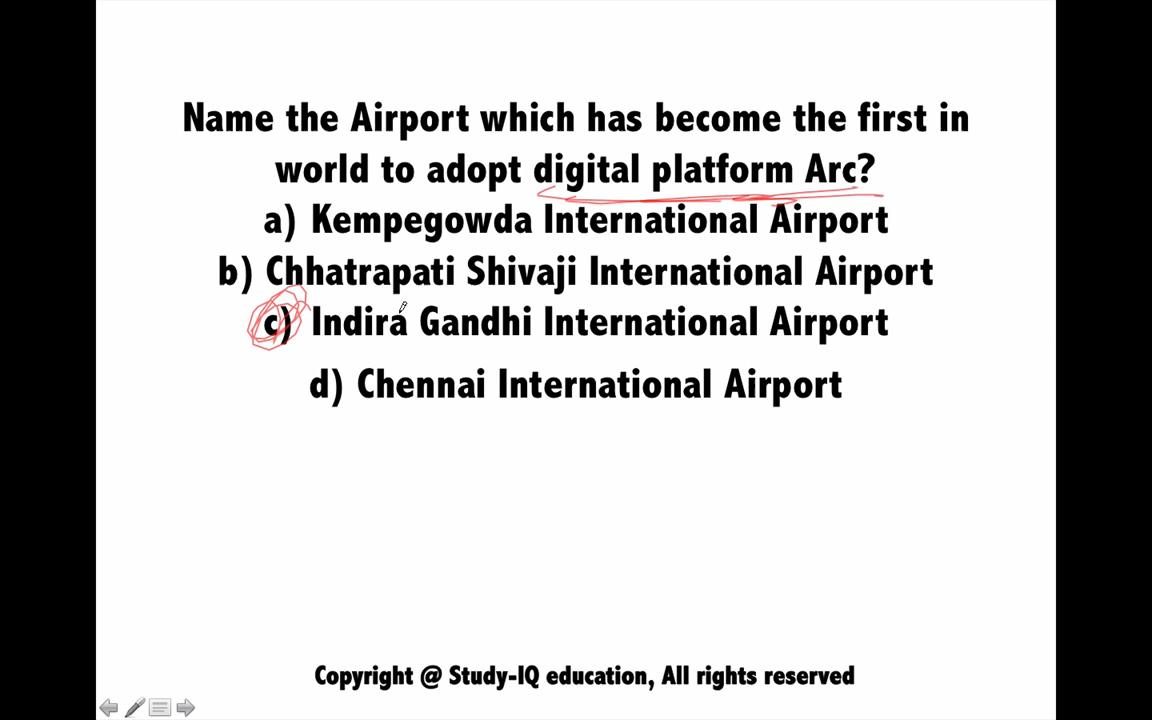 Name the Airport which has become the first in
world to adopt digital platform Arc?
a) Kempegowda International Airport
b) Chhatrapati Shivaji International Airport
c) Indira Gandhi International Airport
d) Chennai International Airport
Copyright @ Study-IQ education, All rights reserved